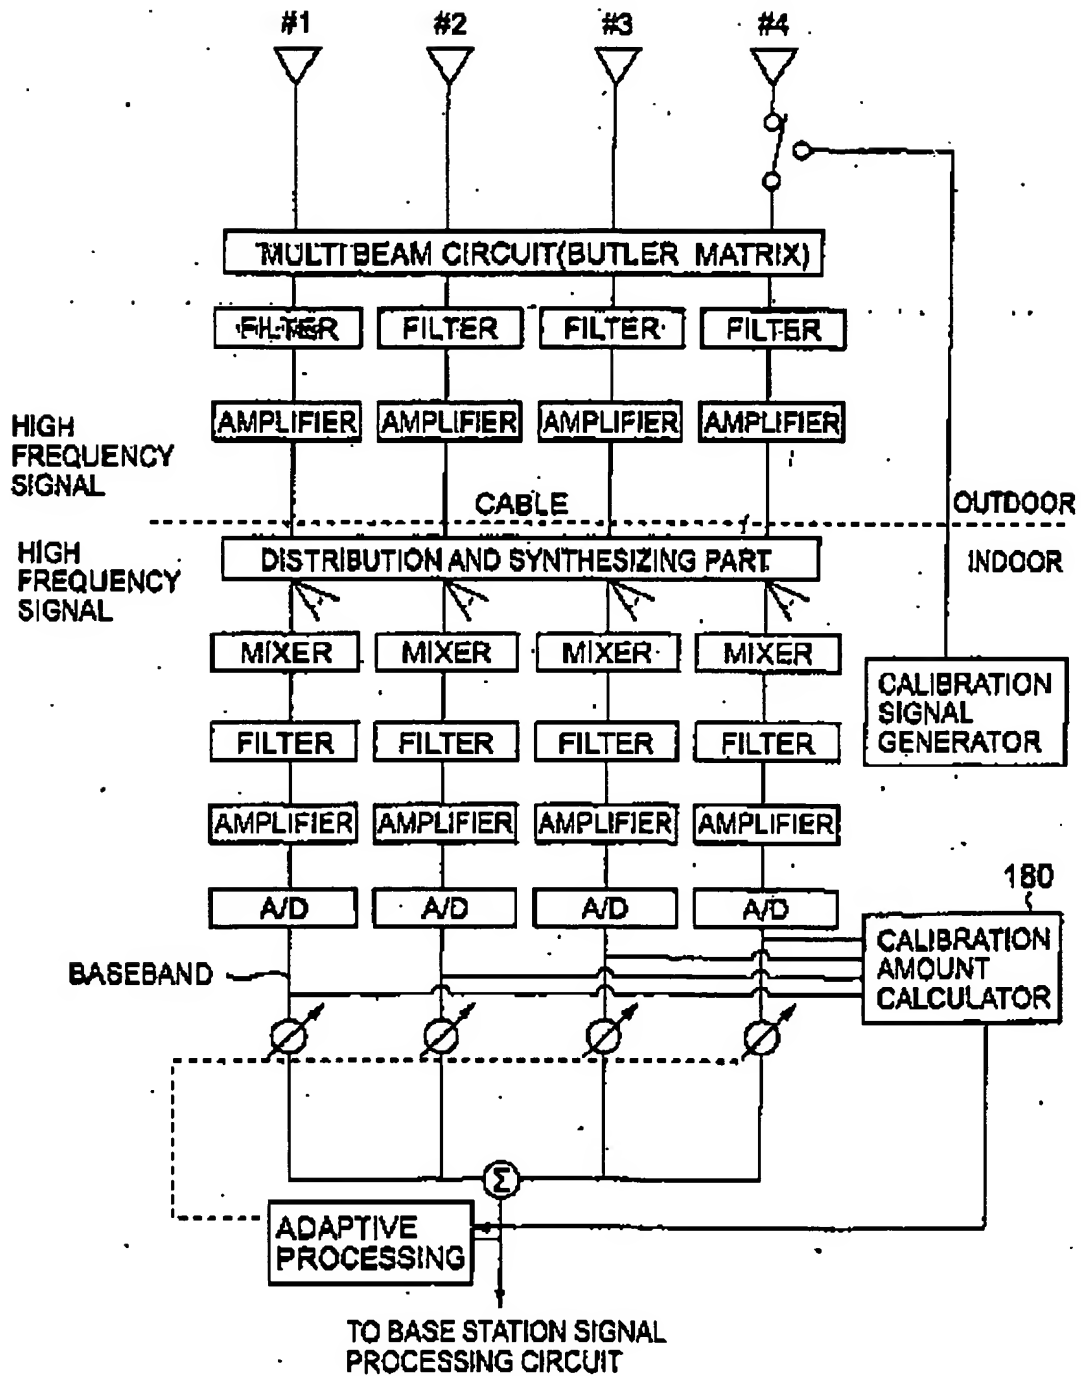 #1 #2 #3 #4
MULTI BEAM CIRCUIT(BUTLER MATRIX)
FILTER FILTER FILTER FILTER
AMPLIFIER AMPLIFIER AMPLIFIER AMPLIFIER
HIGH
FREQUENCY
SIGNAL
CABLE
OUTDOOR
HIGH
FREQUENCY
SIGNAL
DISTRIBUTION AND SYNTHESIZING PART
INDOOR
MIXER MIXER MIXER MIXER
CALIBRATION
SIGNAL
GENERATOR
FILTER FILTER FILTER FILTER
AMPLIFIER AMPLIFIER AMPLIFIER AMPLIFIER
A/D A/D A/D A/D
180
CALIBRATION
AMOUNT
CALCULATOR
BASEBAND
Σ
ADAPTIVE
PROCESSING
TO BASE STATION SIGNAL
PROCESSING CIRCUIT